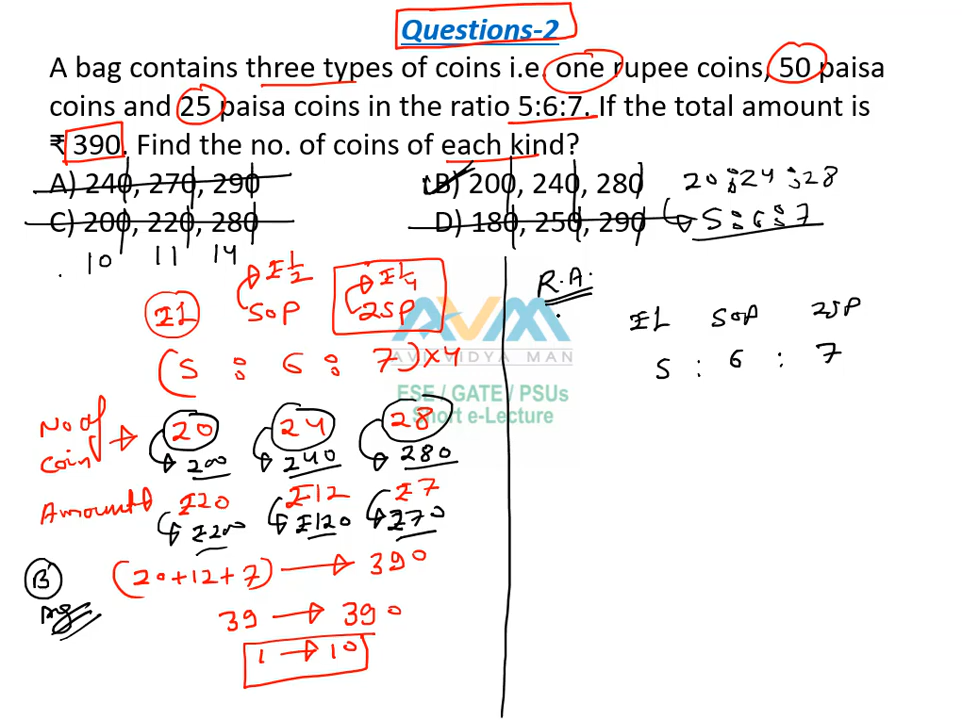 Questions-2
A bag contains three types of coins i.e. one rupee coins, 50 paisa
coins and 25 paisa coins in the ratio 5:6:7. If the total amount is
₹ 390. Find the no. of coins of each kind?
A) 240, 270, 290
B) 200, 240, 280
20 : 24 : 28
C) 200, 220, 280
D) 180, 250, 290
5 : 6 : 7
10 11 14
₹1/2 ₹1/4
₹1 50P 25P
(5 : 6 : 7) × 4
AVM
AVINVIDYA MAN
ESE / GATE / PSUs
Short e-Lecture
No of coin → 20 24 28
200 240 280
Amount → ₹20 ₹12 ₹7
₹200 ₹120 ₹70
B
Ans
(20+12+7) → 390
39 → 390
1 → 10
R.A.
₹1 50P 25P
5 : 6 : 7